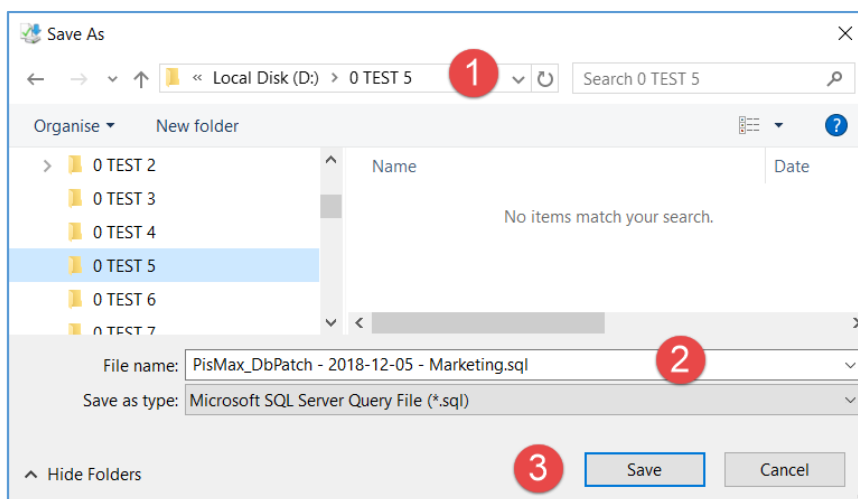 Save As
« Local Disk (D:) > 0 TEST 5
1
Search 0 TEST 5
Organise
New folder
?
0 TEST 2
Name
Date
0 TEST 3
No items match your search.
0 TEST 4
0 TEST 5
0 TEST 6
0 TEST 7
File name: PisMax_DbPatch - 2018-12-05 - Marketing.sql
2
Save as type: Microsoft SQL Server Query File (*.sql)
Hide Folders
3
Save
Cancel